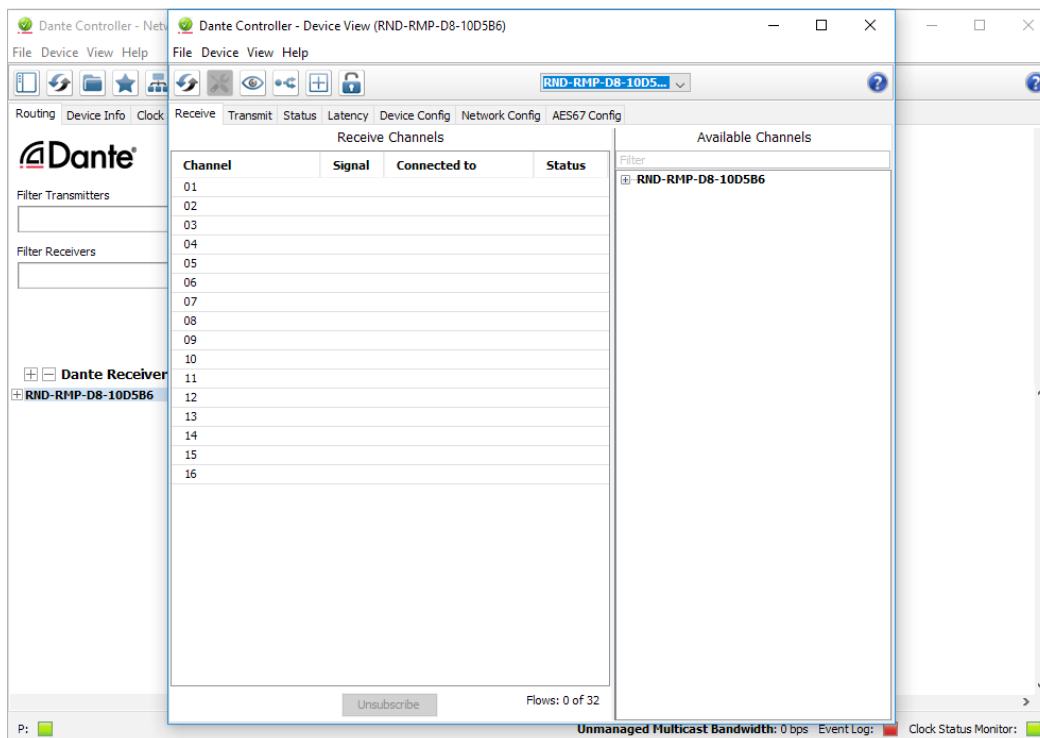 Dante Controller - Netw
File Device View Help
Routing Device Info Clock
Dante®
Filter Transmitters
Filter Receivers
Dante Receiver
RND-RMP-D8-10D5B6
P:
Dante Controller - Device View (RND-RMP-D8-10D5B6)
File Device View Help
RND-RMP-D8-10D5...
Receive Transmit Status Latency Device Config Network Config AES67 Config
Receive Channels
Channel Signal Connected to Status
01
02
03
04
05
06
07
08
09
10
11
12
13
14
15
16
Unsubscribe Flows: 0 of 32
Available Channels
Filter
RND-RMP-D8-10D5B6
Unmanaged Multicast Bandwidth: 0 bps Event Log: Clock Status Monitor: